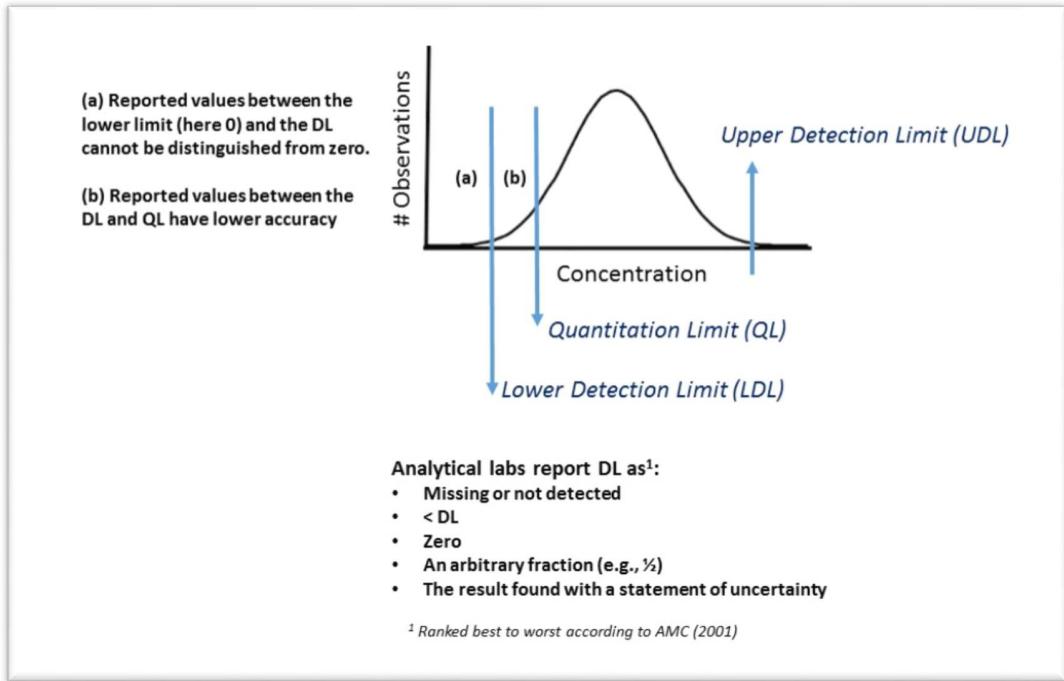 (a) Reported values between the
lower limit (here 0) and the DL
cannot be distinguished from zero.
(b) Reported values between the
DL and QL have lower accuracy
# Observations
(a)
(b)
Upper Detection Limit (UDL)
Concentration
Quantitation Limit (QL)
Lower Detection Limit (LDL)
Analytical labs report DL as¹:
• Missing or not detected
• < DL
• Zero
• An arbitrary fraction (e.g., ½)
• The result found with a statement of uncertainty
¹ Ranked best to worst according to AMC (2001)